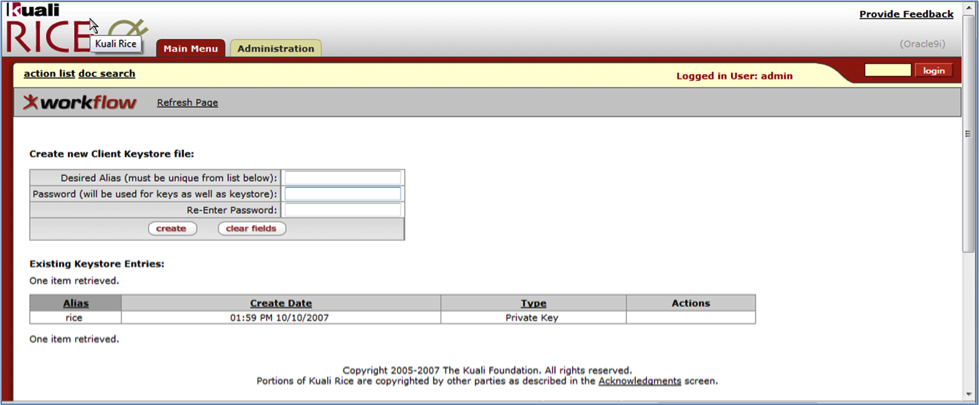 Kuali
RICE
Kuali Rice
Main Menu
Administration
Provide Feedback
(Oracle9i)
action list doc search
Logged in User: admin
login
workflow
Refresh Page
Create new Client Keystore file:
Desired Alias (must be unique from list below):
Password (will be used for keys as well as keystore):
Re-Enter Password:
create clear fields
Existing Keystore Entries:
One item retrieved.
Alias Create Date Type Actions
rice 01:59 PM 10/10/2007 Private Key
One item retrieved.
Copyright 2005-2007 The Kuali Foundation. All rights reserved.
Portions of Kuali Rice are copyrighted by other parties as described in the Acknowledgments screen.